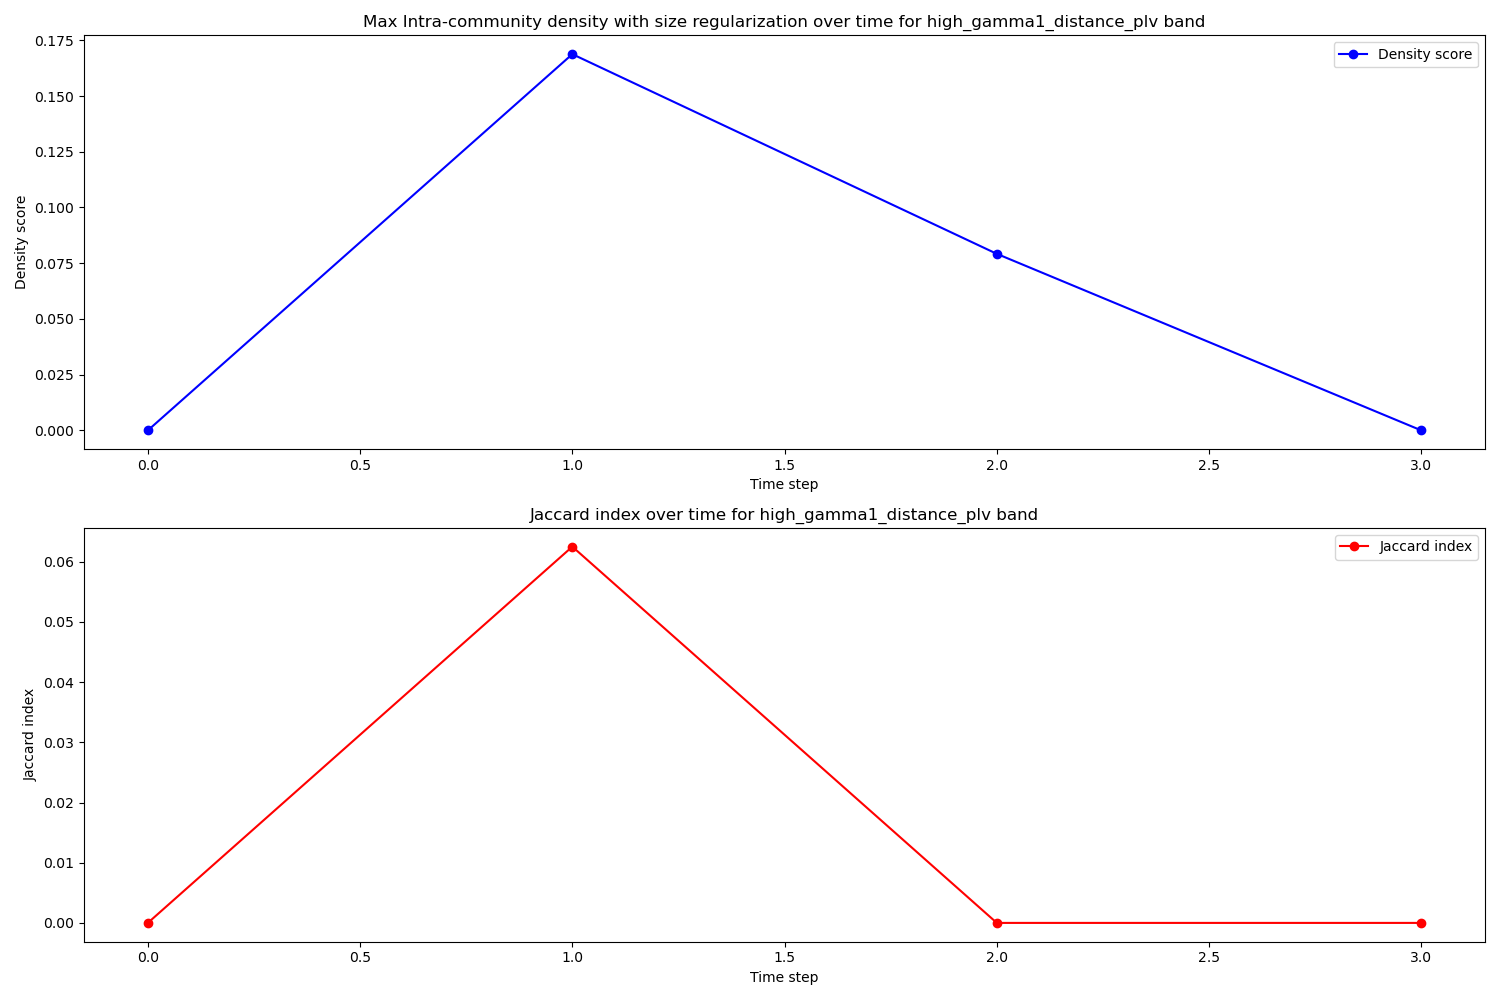 Max Intra-community density with size regularization over time for high_gamma1_distance_plv band
Density score
0.175
0.150
0.125
0.100
0.075
0.050
0.025
0.000
Density score
0.0 0.5 1.0 1.5 2.0 2.5 3.0
Time step
Jaccard index over time for high_gamma1_distance_plv band
Jaccard index
0.06
0.05
0.04
0.03
0.02
0.01
0.00
Jaccard index
0.0 0.5 1.0 1.5 2.0 2.5 3.0
Time step